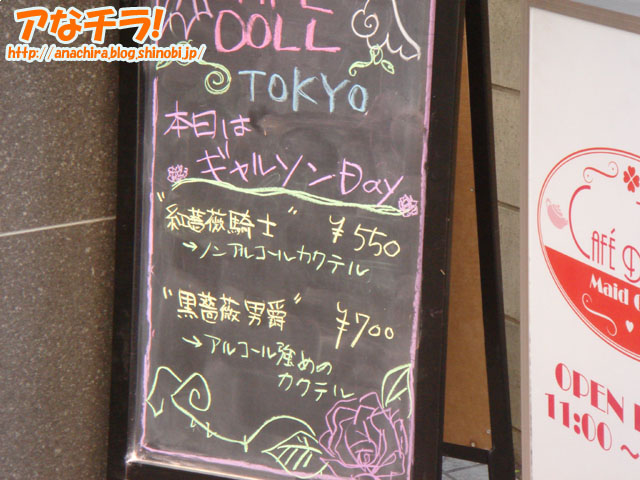 アなチラ!
http://anachira.blog.shinobi.jp/
DOLL
TOKYO
本日は
ギャルソンDay
"紅薔薇騎士" ¥550
→ノンアルコールカクテル
"黒薔薇男爵" ¥700
→アルコール強めの
カクテル
CAFÉ D
Maid C
OPEN
11:00~